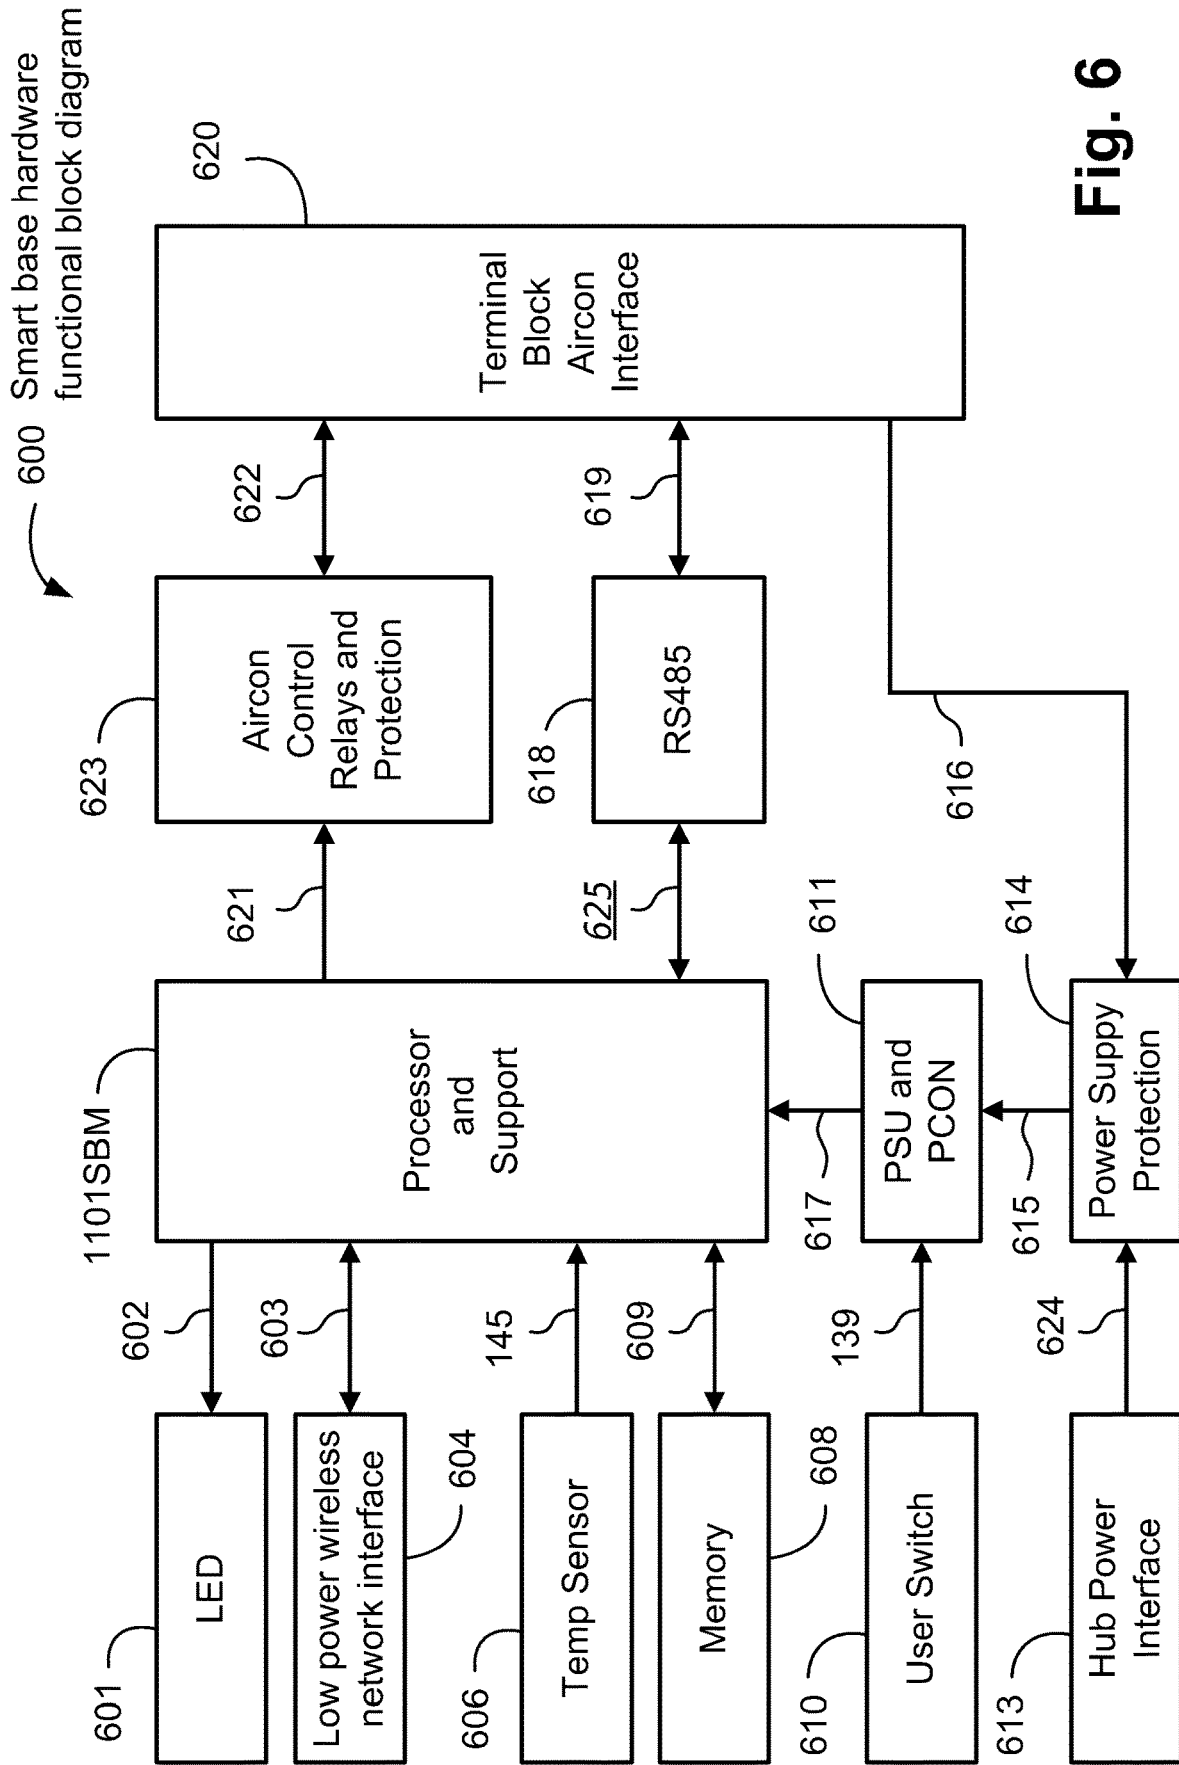 600 Smart base hardware
functional block diagram
601
LED
602
1101SBM
Processor
and
Support
621
623
Aircon
Control
Relays and
Protection
622
620
Terminal
Block
Aircon
Interface
Low power wireless
network interface
604
603
606
Temp Sensor
145
625
618
RS485
619
Memory
608
609
610
User Switch
139
617
PSU and
PCON
611
616
613
Hub Power
Interface
624
615
Power Suppy
Protection
614
Fig. 6